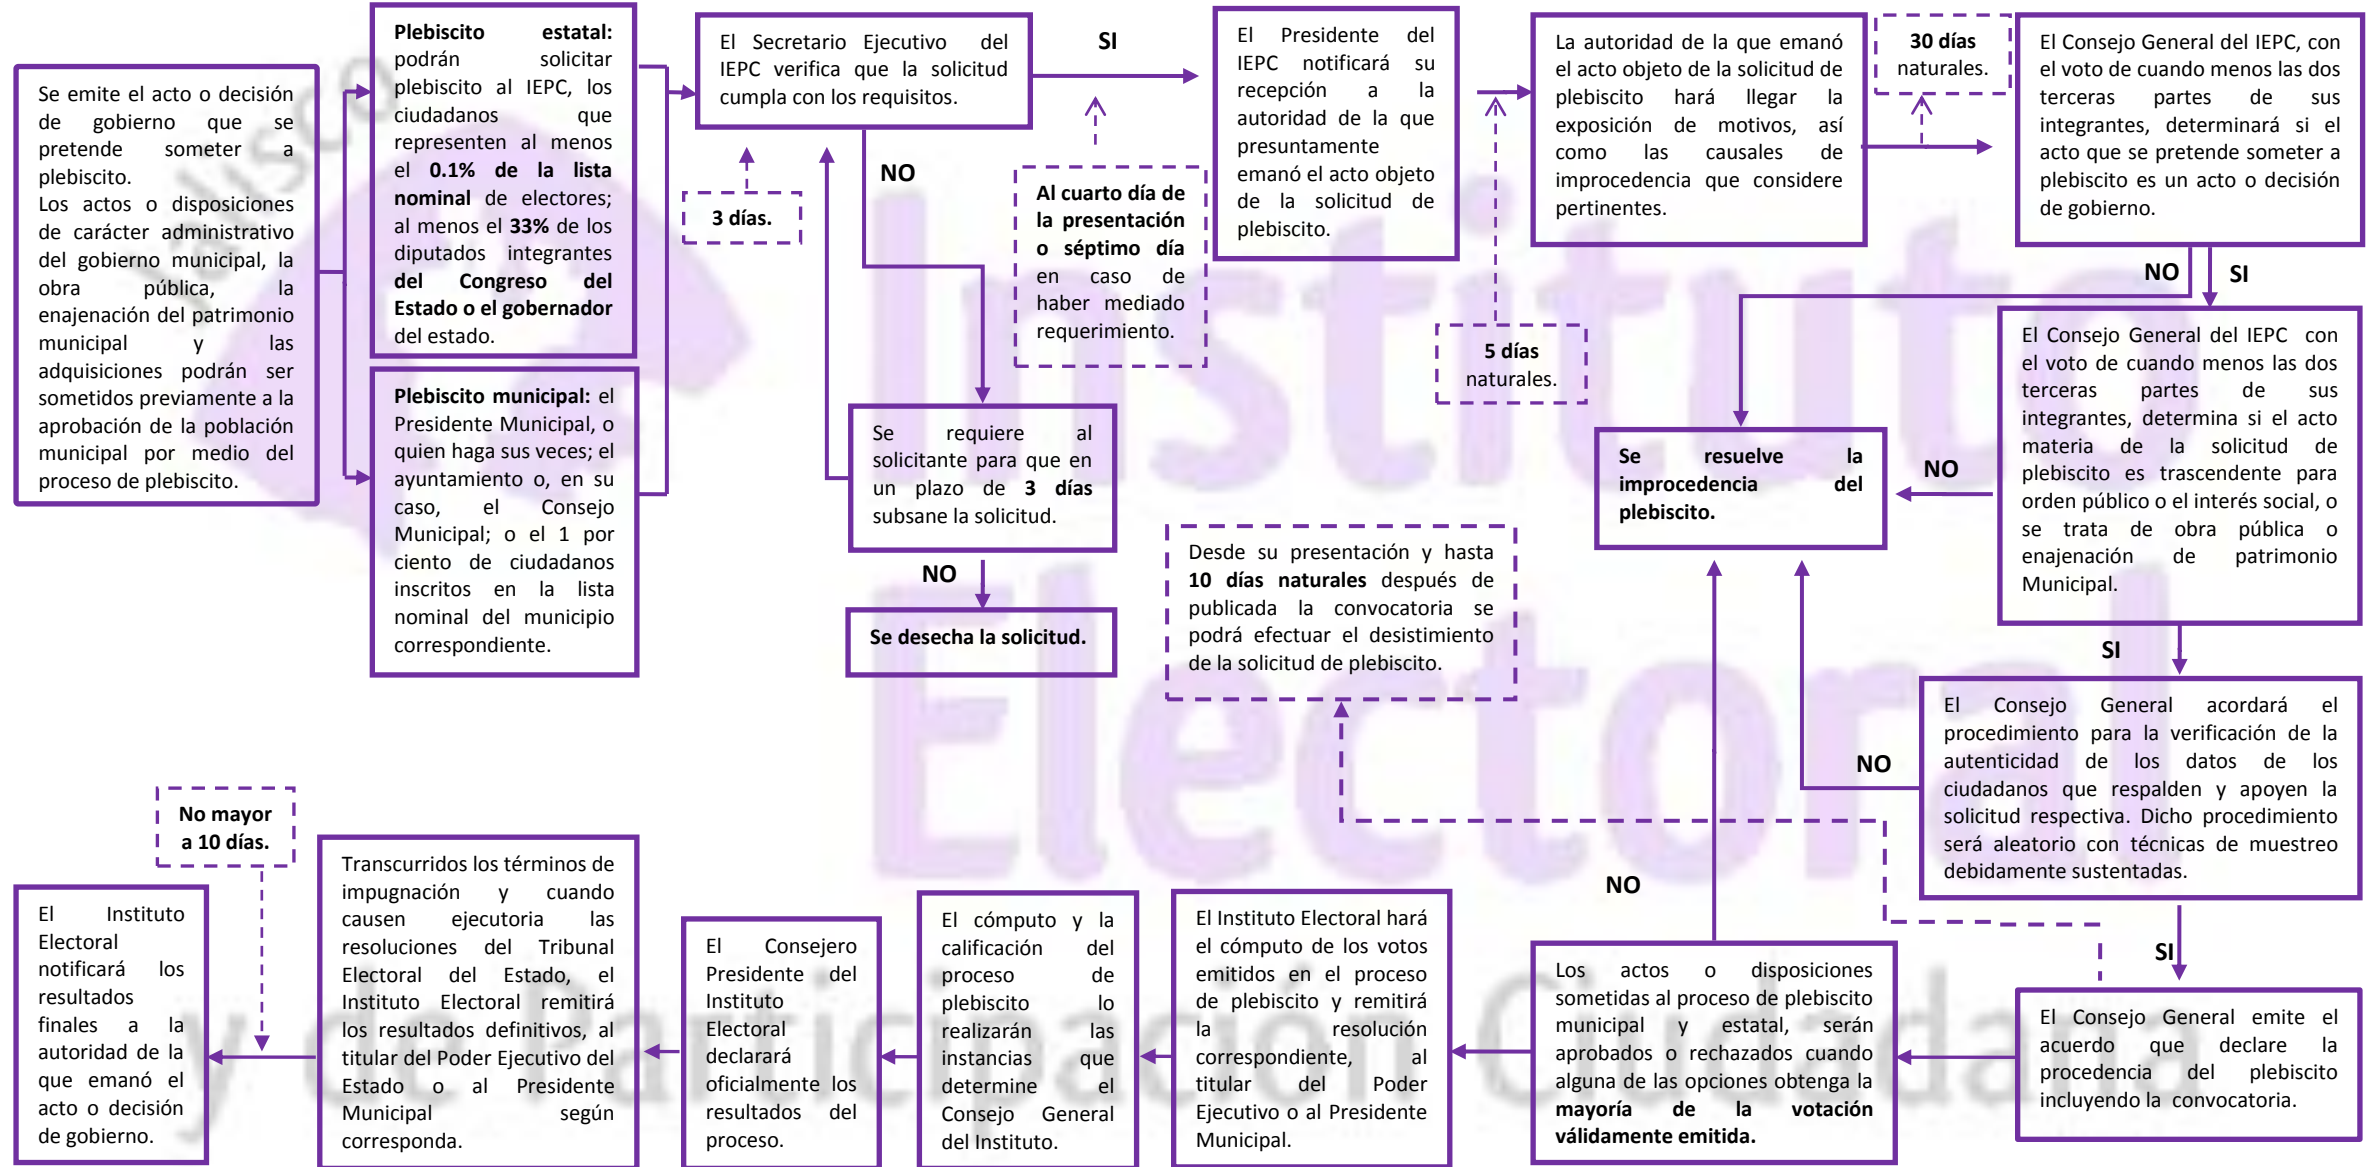 Se emite el acto o decisión
de gobierno que se
pretende someter a
plebiscito.
Los actos o disposiciones
de carácter administrativo
del gobierno municipal, la
obra pública, la
enajenación del patrimonio
municipal y las
adquisiciones podrán ser
sometidos previamente a la
aprobación de la población
municipal por medio del
proceso de plebiscito.
Plebiscito estatal:
podrán solicitar
plebiscito al IEPC, los
ciudadanos que
representen al menos
el 0.1% de la lista
nominal de electores;
al menos el 33% de los
diputados integrantes
del Congreso del
Estado o el gobernador
del estado.
Plebiscito municipal: el
Presidente Municipal, o
quien haga sus veces; el
ayuntamiento o, en su
caso, el Consejo
Municipal; o el 1 por
ciento de ciudadanos
inscritos en la lista
nominal del municipio
correspondiente.
El Secretario Ejecutivo del
IEPC verifica que la solicitud
cumpla con los requisitos.
3 días.
NO
Se requiere al
solicitante para que en
un plazo de 3 días
subsane la solicitud.
NO
Se desecha la solicitud.
SI
Al cuarto día de
la presentación
o séptimo día
en caso de
haber mediado
requerimiento.
El Presidente del
IEPC notificará su
recepción a la
autoridad de la que
presuntamente
emanó el acto objeto
de la solicitud de
plebiscito.
5 días
naturales.
La autoridad de la que emanó
el acto objeto de la solicitud de
plebiscito hará llegar la
exposición de motivos, así
como las causales de
improcedencia que considere
pertinentes.
30 días
naturales.
El Consejo General del IEPC, con
el voto de cuando menos las dos
terceras partes de sus
integrantes, determinará si el
acto que se pretende someter a
plebiscito es un acto o decisión
de gobierno.
NO
SI
El Consejo General del IEPC con
el voto de cuando menos las dos
terceras partes de sus
integrantes, determina si el acto
materia de la solicitud de
plebiscito es trascendente para
orden público o el interés social, o
se trata de obra pública o
enajenación de patrimonio
Municipal.
NO
Se resuelve la
improcedencia del
plebiscito.
SI
El Consejo General acordará el
procedimiento para la verificación de la
autenticidad de los datos de los
ciudadanos que respalden y apoyen la
solicitud respectiva. Dicho procedimiento
será aleatorio con técnicas de muestreo
debidamente sustentadas.
NO
SI
El Consejo General emite el
acuerdo que declare la
procedencia del plebiscito
incluyendo la convocatoria.
Desde su presentación y hasta
10 días naturales después de
publicada la convocatoria se
podrá efectuar el desistimiento
de la solicitud de plebiscito.
Los actos o disposiciones
sometidas al proceso de plebiscito
municipal y estatal, serán
aprobados o rechazados cuando
alguna de las opciones obtenga la
mayoría de la votación
válidamente emitida.
NO
El Instituto Electoral hará
el cómputo de los votos
emitidos en el proceso
de plebiscito y remitirá
la resolución
correspondiente, al
titular del Poder
Ejecutivo o al Presidente
Municipal.
El cómputo y la
calificación del
proceso de
plebiscito lo
realizarán las
instancias que
determine el
Consejo General
del Instituto.
El Consejero
Presidente del
Instituto
Electoral
declarará
oficialmente los
resultados del
proceso.
Transcurridos los términos de
impugnación y cuando
causen ejecutoria las
resoluciones del Tribunal
Electoral del Estado, el
Instituto Electoral remitirá
los resultados definitivos, al
titular del Poder Ejecutivo del
Estado o al Presidente
Municipal según
corresponda.
No mayor
a 10 días.
El Instituto
Electoral
notificará los
resultados
finales a la
autoridad de la
que emanó el
acto o decisión
de gobierno.
Jalisco
Instituto
Electoral
y de Participación Ciudadana